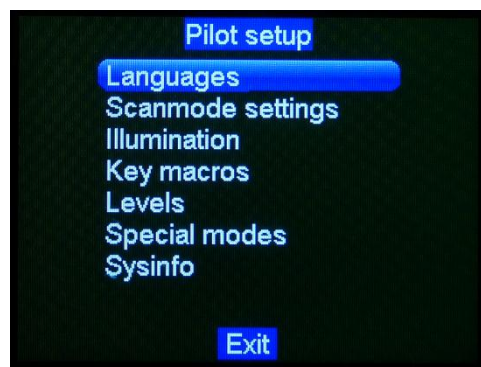 Pilot setup
Languages
Scanmode settings
Illumination
Key macros
Levels
Special modes
Sysinfo
Exit